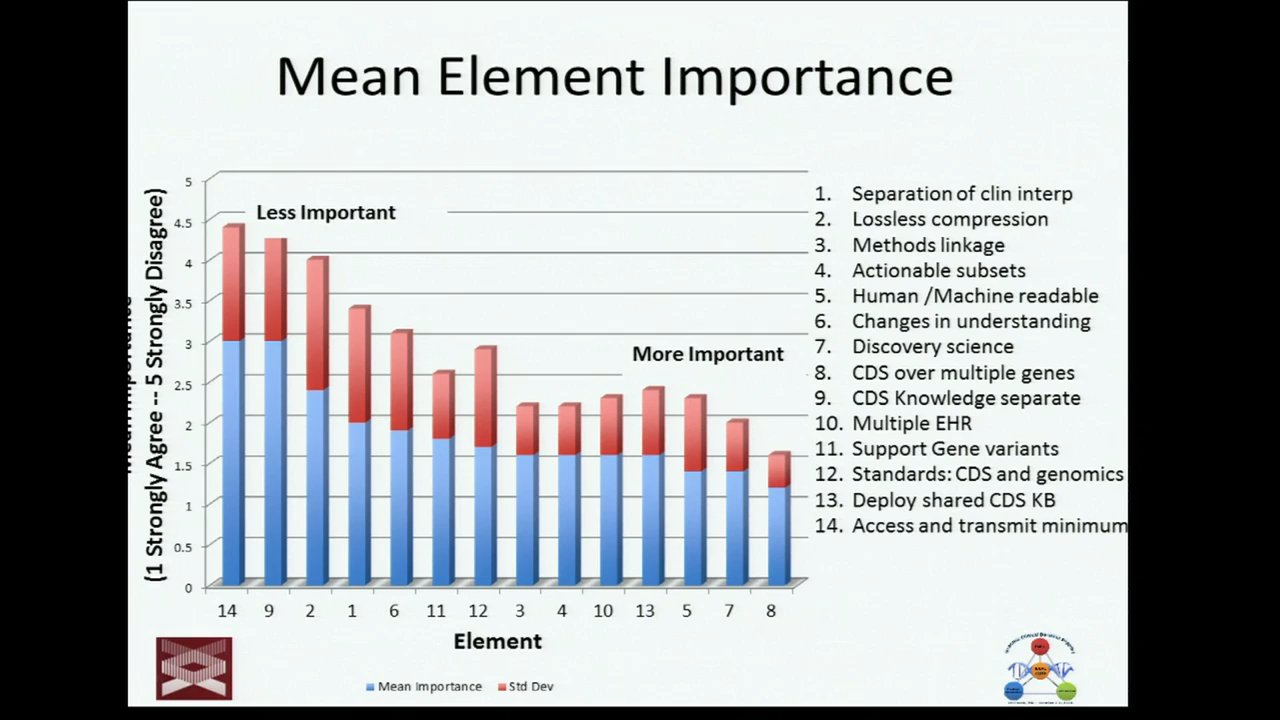 Mean Element Importance
(1 Strongly Agree -- 5 Strongly Disagree)
5
4.5
4
3.5
3
2.5
2
1.5
1
0.5
0
Less Important
More Important
14 9 2 1 6 11 12 3 4 10 13 5 7 8
Element
Mean Importance Std Dev
1. Separation of clin interp
2. Lossless compression
3. Methods linkage
4. Actionable subsets
5. Human /Machine readable
6. Changes in understanding
7. Discovery science
8. CDS over multiple genes
9. CDS Knowledge separate
10. Multiple EHR
11. Support Gene variants
12. Standards: CDS and genomics
13. Deploy shared CDS KB
14. Access and transmit minimum